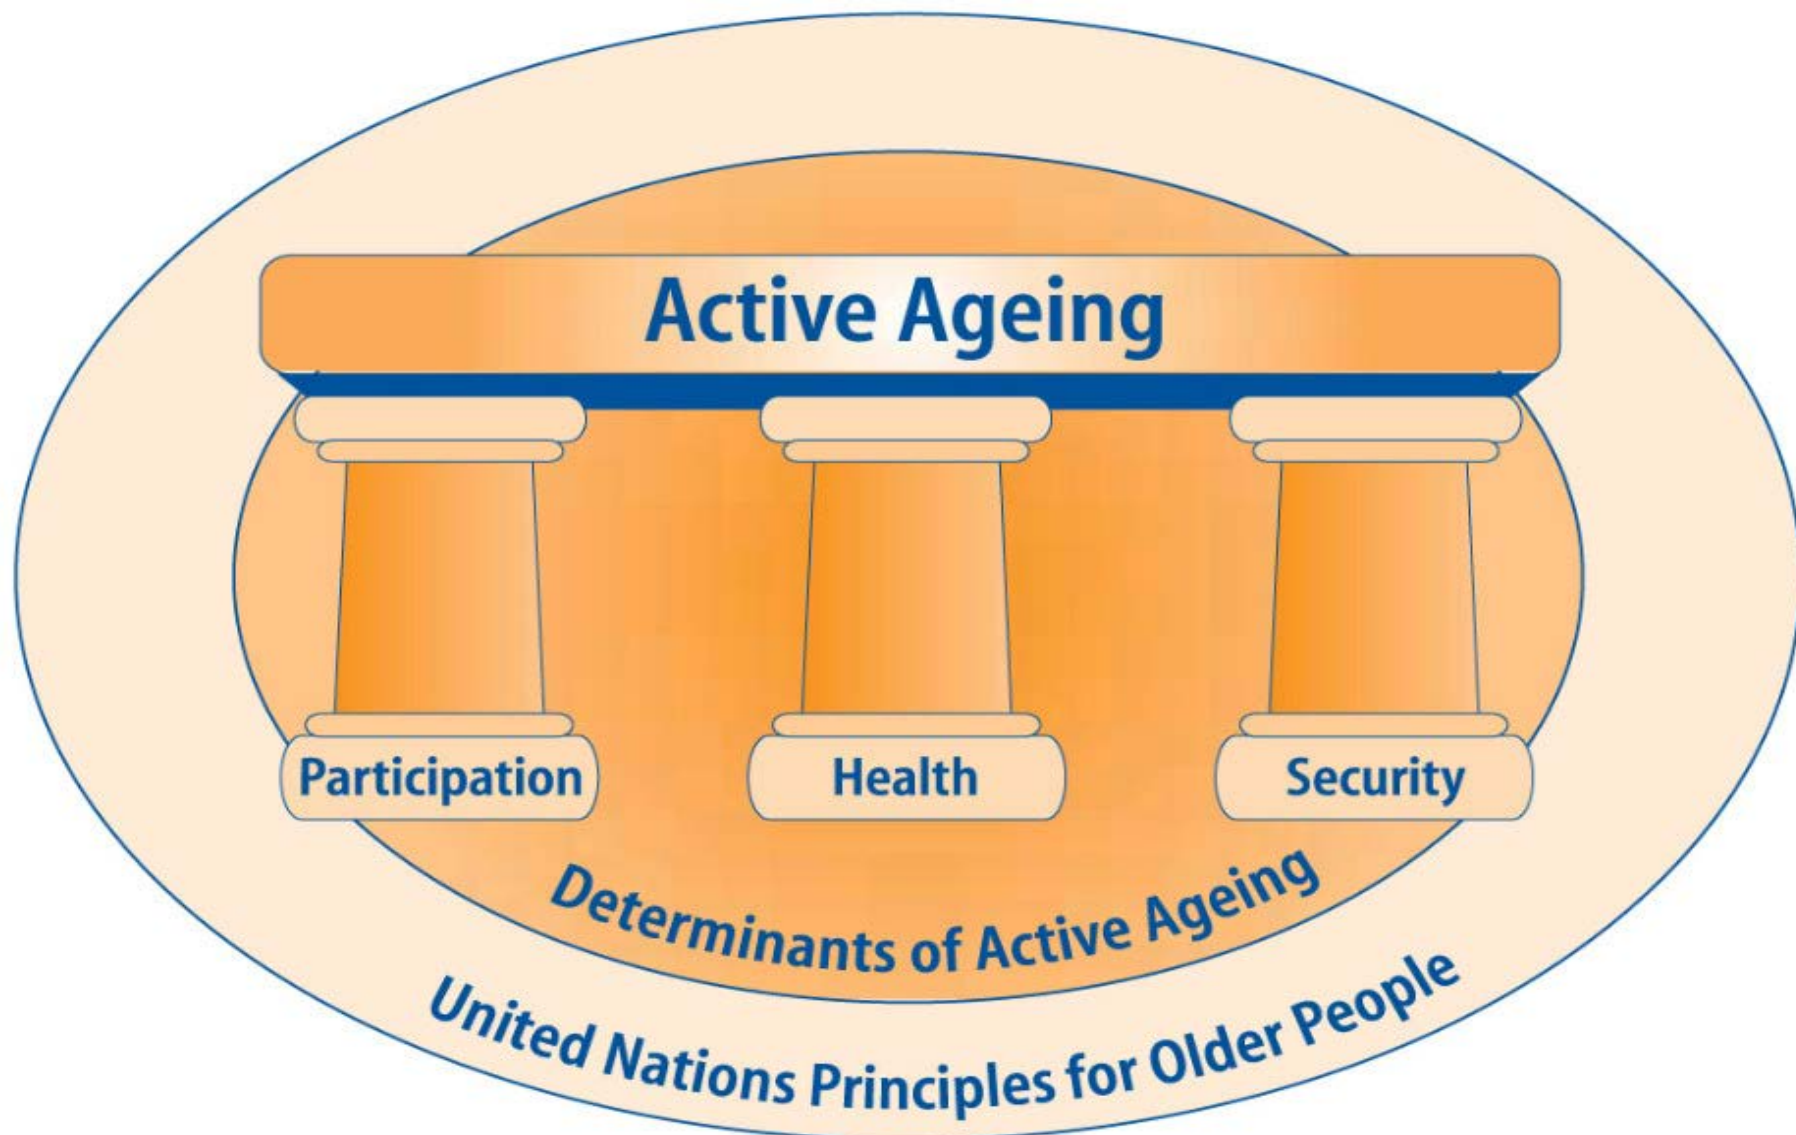 Active Ageing
Participation
Health
Security
Determinants of Active Ageing
United Nations Principles for Older People